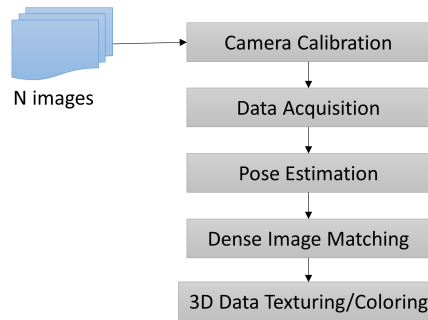 Camera Calibration
N images
Data Acquisition
Pose Estimation
Dense Image Matching
3D Data Texturing/Coloring